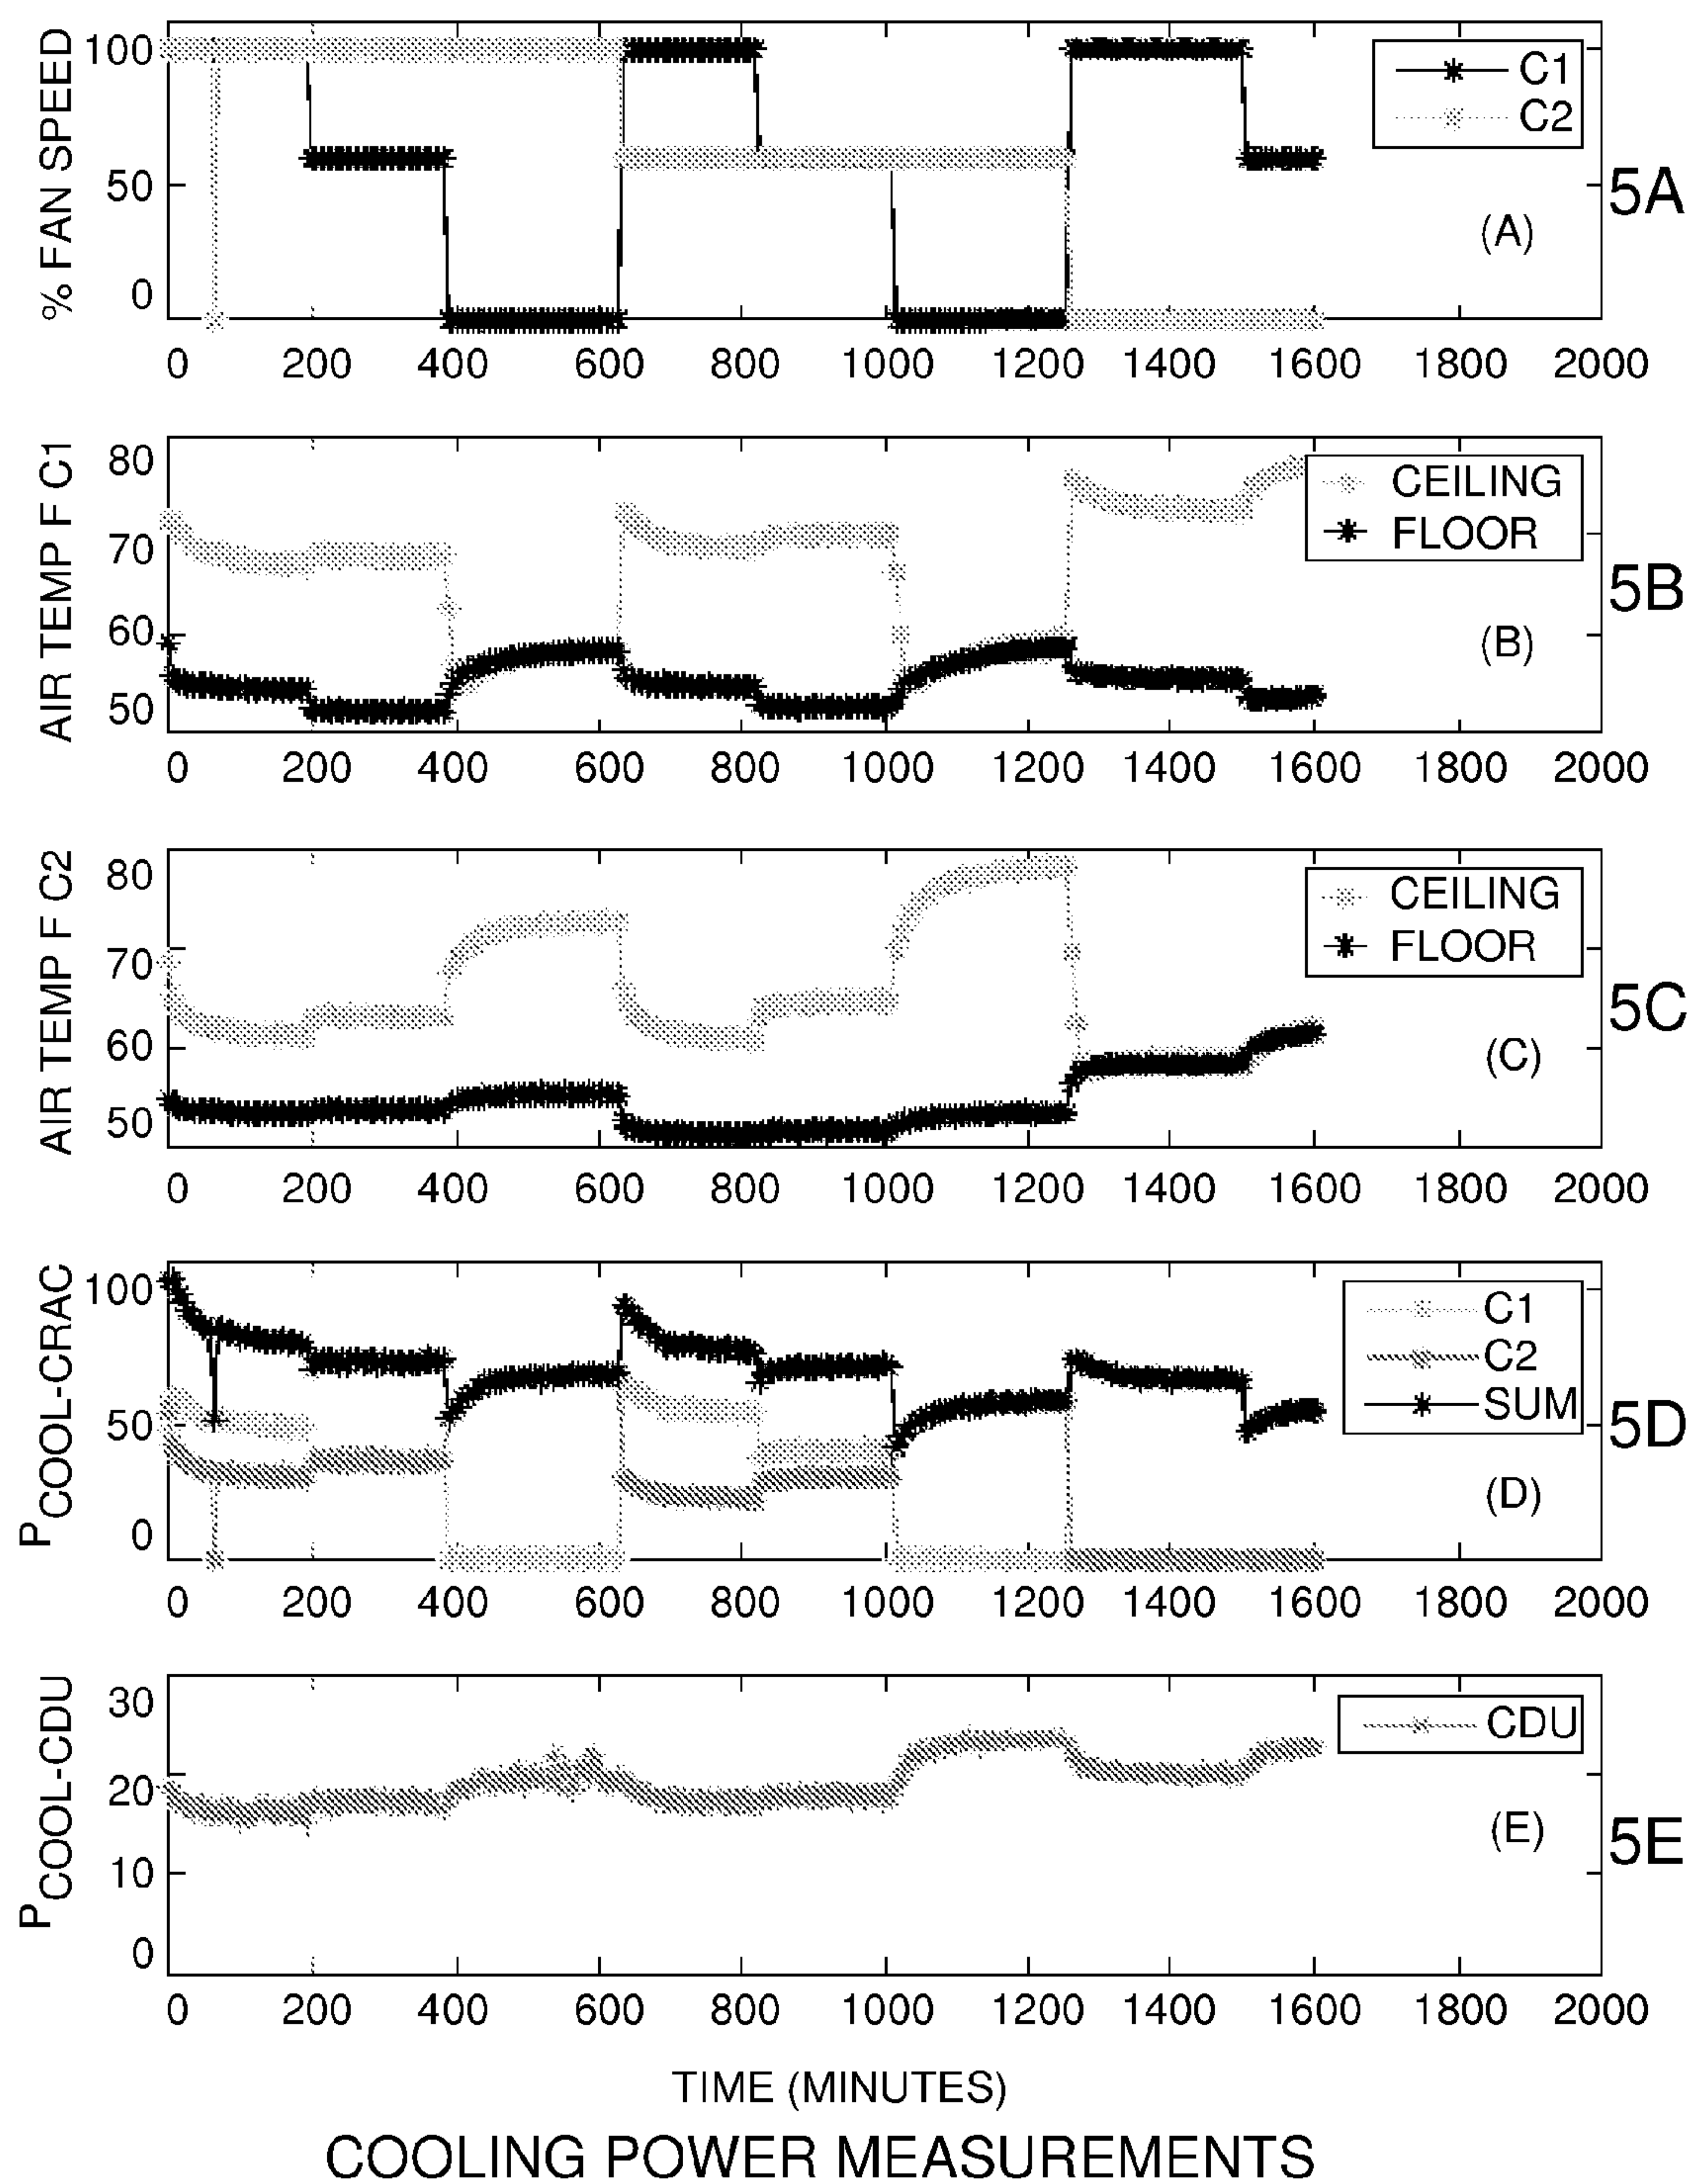 % FAN SPEED
100
50
0
C1
C2
(A)
5A
0 200 400 600 800 1000 1200 1400 1600 1800 2000
AIR TEMP F C1
80
70
60
50
CEILING
FLOOR
(B)
5B
0 200 400 600 800 1000 1200 1400 1600 1800 2000
AIR TEMP F C2
80
70
60
50
CEILING
FLOOR
(C)
5C
0 200 400 600 800 1000 1200 1400 1600 1800 2000
PCOOL-CRAC
100
50
0
C1
C2
SUM
(D)
5D
0 200 400 600 800 1000 1200 1400 1600 1800 2000
PCOOL-CDU
30
20
10
0
CDU
(E)
5E
0 200 400 600 800 1000 1200 1400 1600 1800 2000
TIME (MINUTES)
COOLING POWER MEASUREMENTS